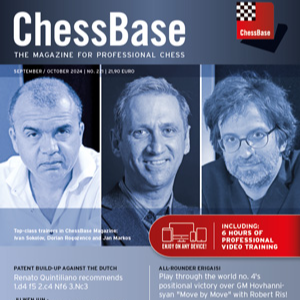 ChessBase
THE MAGAZINE FOR PROFESSIONAL CHESS
ChessBase
SEPTEMBER / OCTOBER 2024 | NO. 221 | 21,90 EURO
Top-class trainers in ChessBase Magazine:
Ivan Sokolov, Dorian Rogozenco and Jan Markos
ENJOY ON ANY DEVICE!
INCLUDING:
6 HOURS OF
PROFESSIONAL
VIDEO TRAINING
PATENT BUILD-UP AGAINST THE DUTCH
Renato Quintiliano recommends
1.d4 f5 2.c4 Nf6 3.Nc3
ALL-ROUNDER ERIGAISI
Play through the world no. 4's
positional victory over GM Hovhanni-
syan "Move by Move" with Robert Ris!